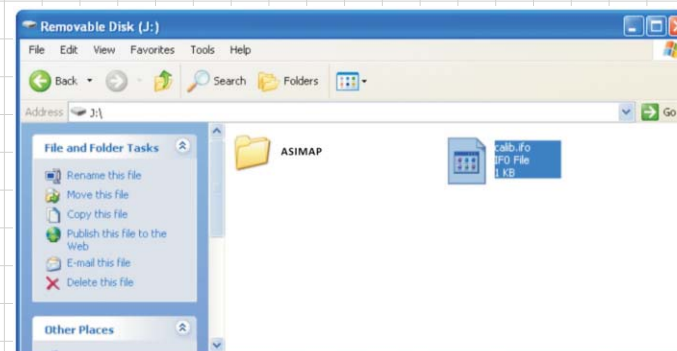 Removable Disk (J:)
File Edit View Favorites Tools Help
Back Search Folders
Address J:\ Go
File and Folder Tasks
Rename this file
Move this file
Copy this file
Publish this file to the
Web
E-mail this file
Delete this file
Other Places
ASIMAP
calib.ifo
IFO File
1 KB